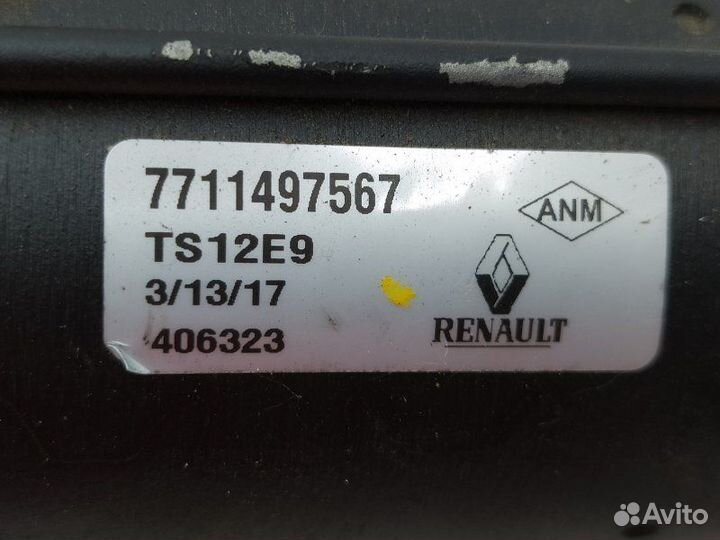 7711497567
TS12E9
3/13/17
406323
ANM
RENAULT
Avito